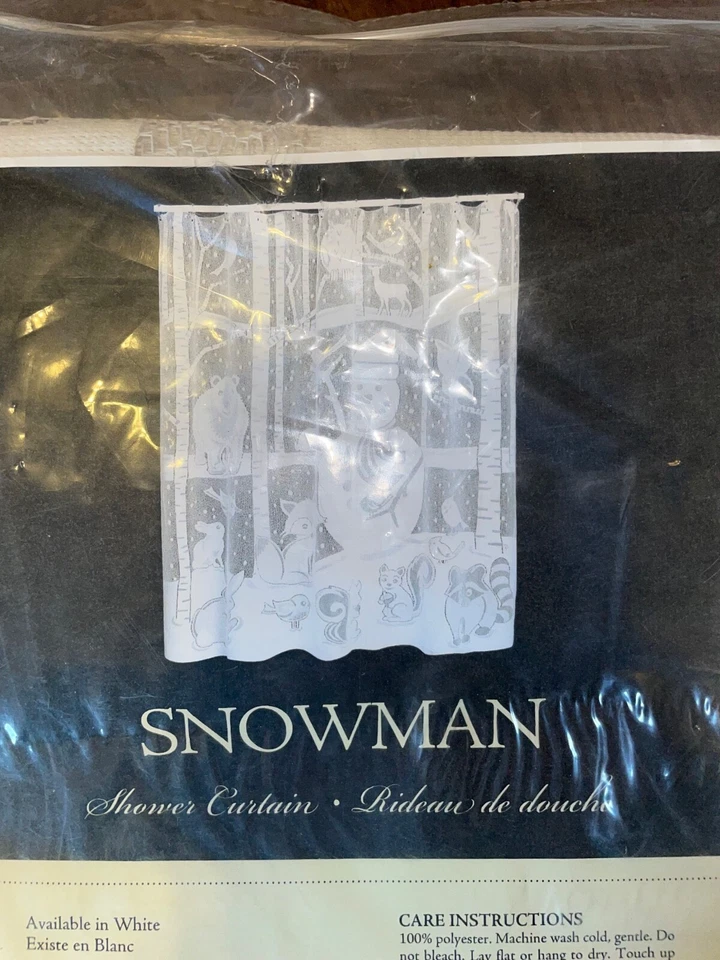 SNOWMAN
Shower Curtain • Rideau de douche
Available in White
Existe en Blanc
CARE INSTRUCTIONS
100% polyester. Machine wash cold, gentle. Do
not bleach. Lay flat or hang to dry. Touch up